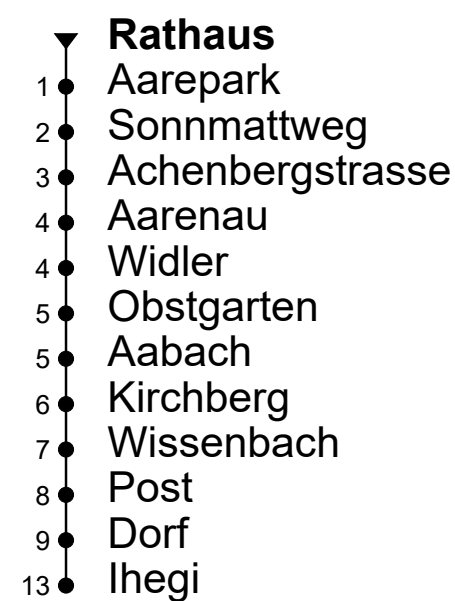 Rathaus
1 Aarepark
2 Sonnmattweg
3 Achenbergstrasse
4 Aarenau
4 Widler
5 Obstgarten
5 Aabach
6 Kirchberg
7 Wissenbach
8 Post
9 Dorf
13 Ihegi